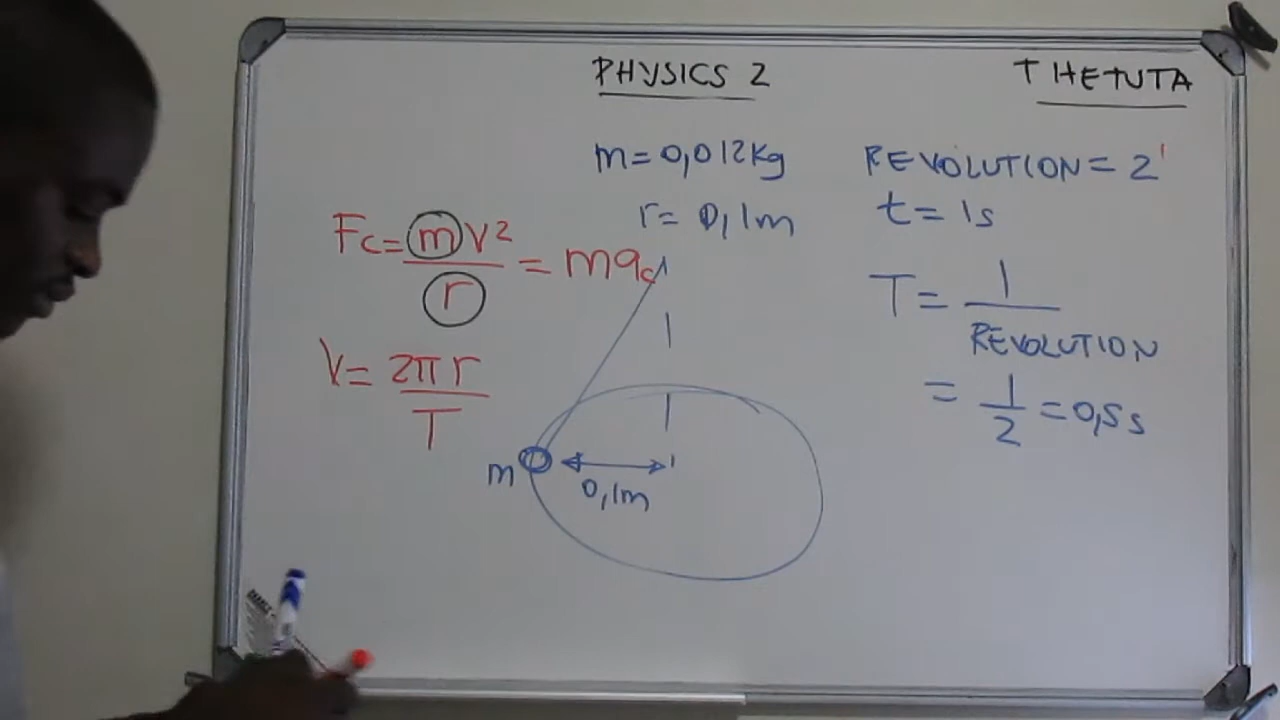 PHYSICS 2
THETUTA
m=0,012Kg
r= 0,1m
REVOLUTION= 2
t= 1s
Fc= mv² / r = mac
V= 2πr / T
T= 1 / REVOLUTION
= 1/2 =0,5s
m
0,1m